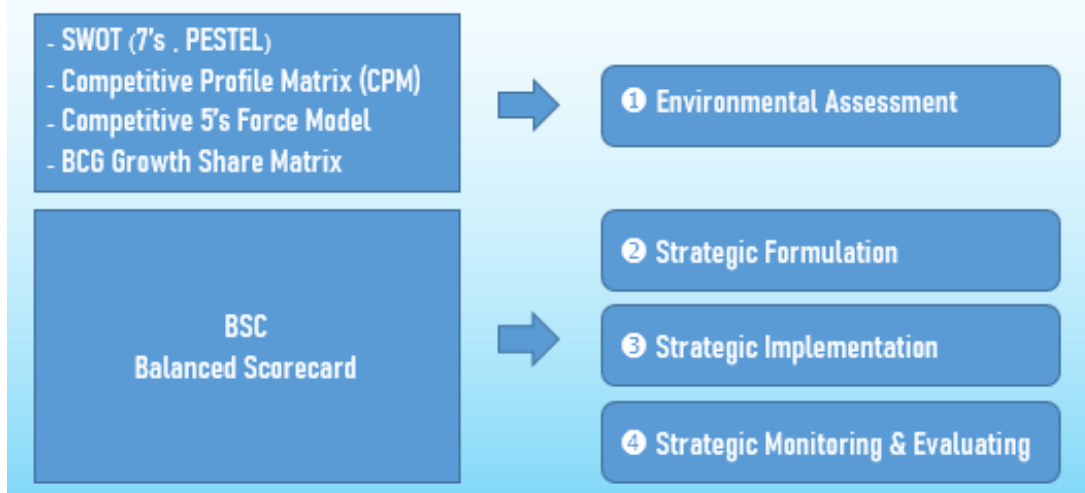 - SWOT (7's , PESTEL)
- Competitive Profile Matrix (CPM)
- Competitive 5's Force Model
- BCG Growth Share Matrix
❶ Environmental Assessment
BSC
Balanced Scorecard
❷ Strategic Formulation
❸ Strategic Implementation
❹ Strategic Monitoring & Evaluating